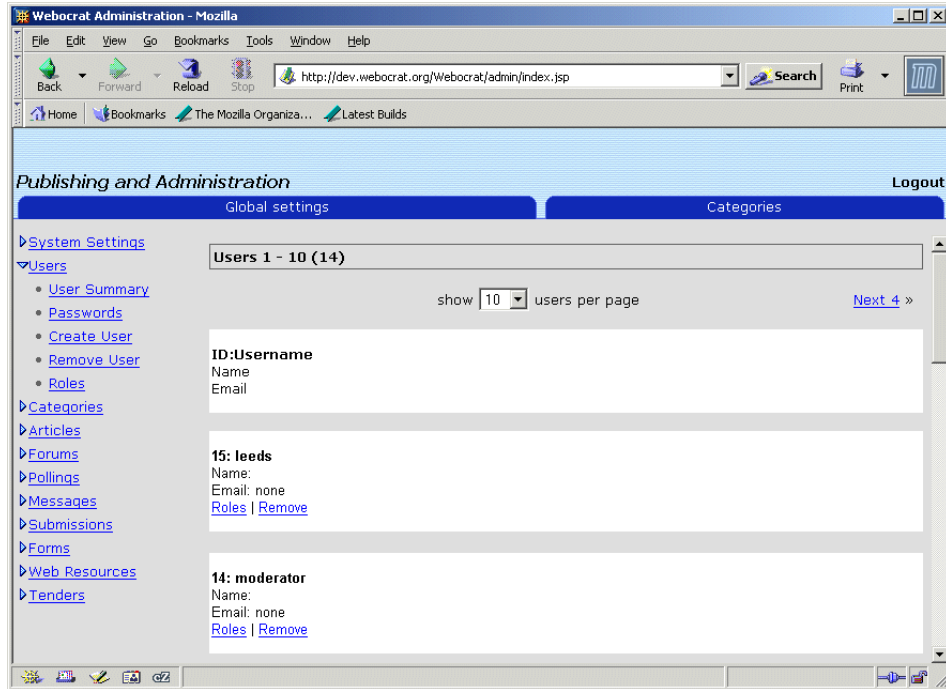 Webocrat Administration - Mozilla
File Edit View Go Bookmarks Tools Window Help
Back Forward Reload Stop http://dev.webocrat.org/Webocrat/admin/index.jsp Search Print
Home Bookmarks The Mozilla Organiza... Latest Builds
Publishing and Administration Logout
Global settings Categories
System Settings
Users
User Summary
Passwords
Create User
Remove User
Roles
Categories
Articles
Forums
Pollings
Messages
Submissions
Forms
Web Resources
Tenders
Users 1 - 10 (14)
show 10 users per page Next 4 »
ID:Username
Name
Email
15: leeds
Name:
Email: none
Roles | Remove
14: moderator
Name:
Email: none
Roles | Remove